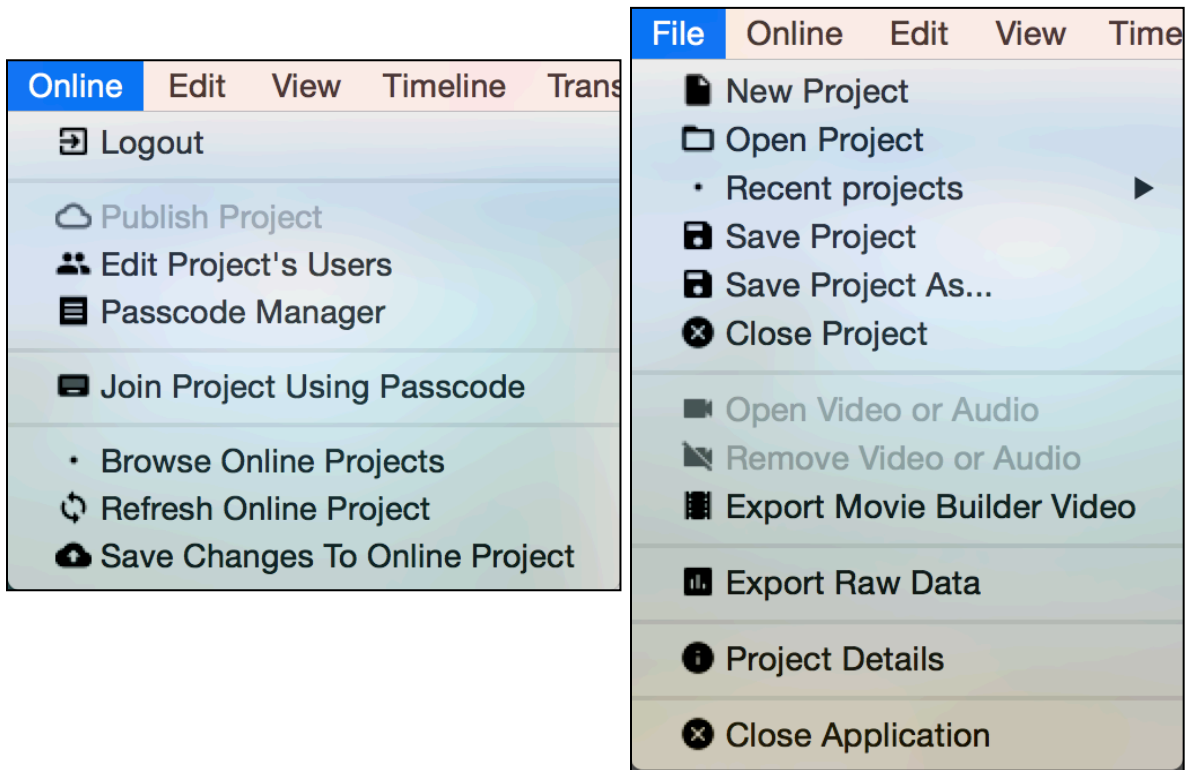 Online Edit View Timeline Trans
Logout
Publish Project
Edit Project's Users
Passcode Manager
Join Project Using Passcode
Browse Online Projects
Refresh Online Project
Save Changes To Online Project
File Online Edit View Time
New Project
Open Project
Recent projects
Save Project
Save Project As...
Close Project
Open Video or Audio
Remove Video or Audio
Export Movie Builder Video
Export Raw Data
Project Details
Close Application